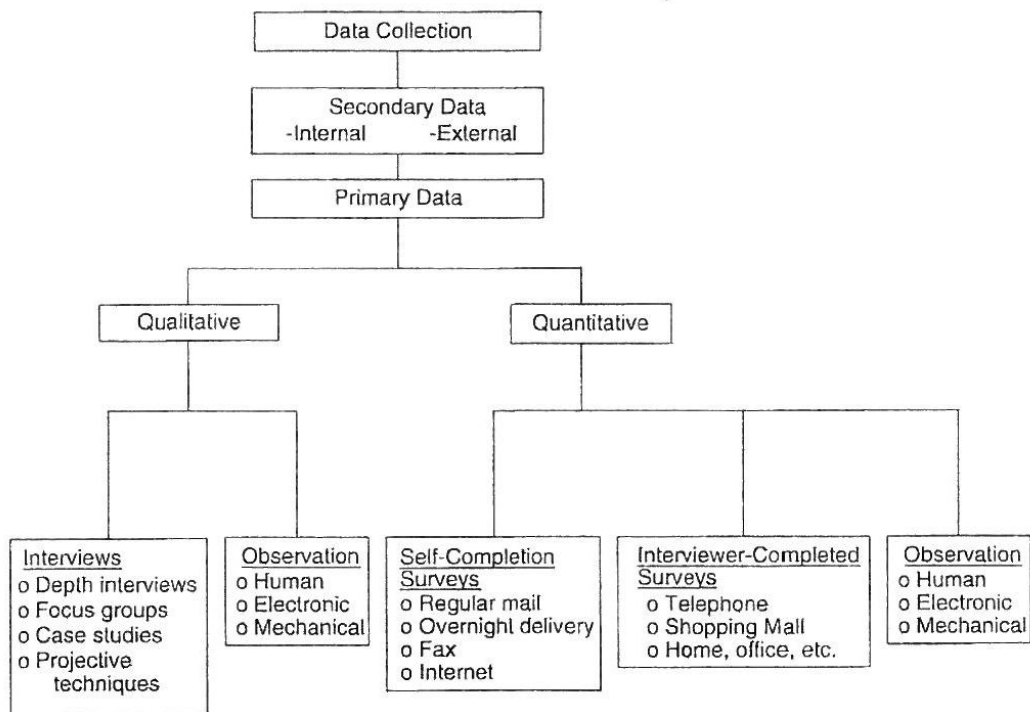 Data Collection
Secondary Data
-Internal -External
Primary Data
Qualitative
Quantitative
Interviews
o Depth interviews
o Focus groups
o Case studies
o Projective
techniques
Observation
o Human
o Electronic
o Mechanical
Self-Completion
Surveys
o Regular mail
o Overnight delivery
o Fax
o Internet
Interviewer-Completed
Surveys
o Telephone
o Shopping Mall
o Home, office, etc.
Observation
o Human
o Electronic
o Mechanical